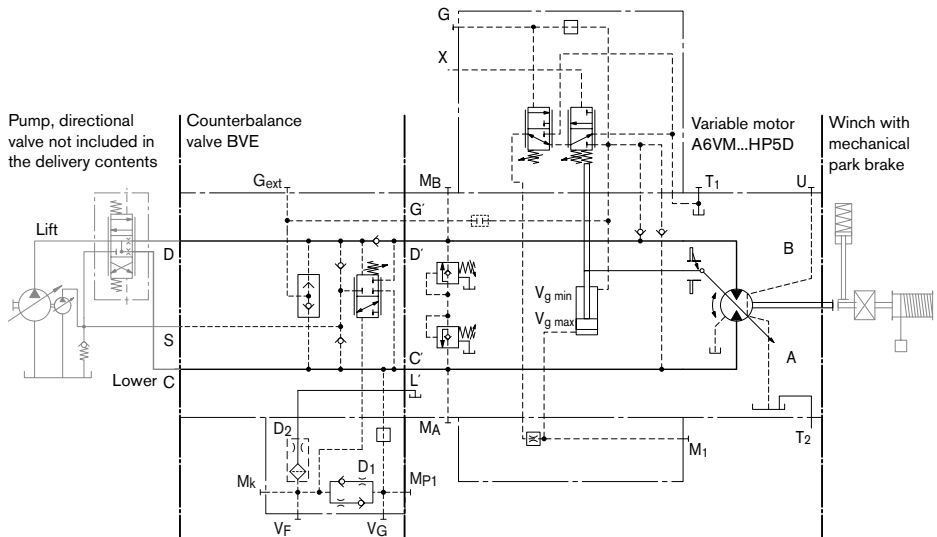 G
X
Pump, directional
valve not included in
the delivery contents
Counterbalance
valve BVE
Variable motor
A6VM...HP5D
Winch with
mechanical
park brake
Gext
MB
T1
U
G'
Lift
D
D'
B
Vg min
Vg max
S
C'
A
Lower
C
L'
D2
MA
M1
T2
D1
Mk
MP1
VF
VG